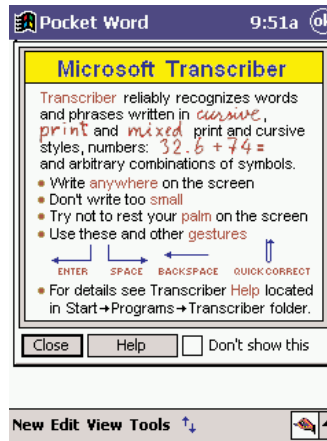 Pocket Word 9:51a ok
Microsoft Transcriber
Transcriber reliably recognizes words
and phrases written in cursive,
print and mixed print and cursive
styles, numbers: 32.6 + 74 =
and arbitrary combinations of symbols.
• Write anywhere on the screen
• Don't write too small
• Try not to rest your palm on the screen
• Use these and other gestures
ENTER SPACE BACKSPACE QUICKCORRECT
• For details see Transcriber Help located
in Start→Programs→Transcriber folder.
Close Help Don't show this
New Edit View Tools